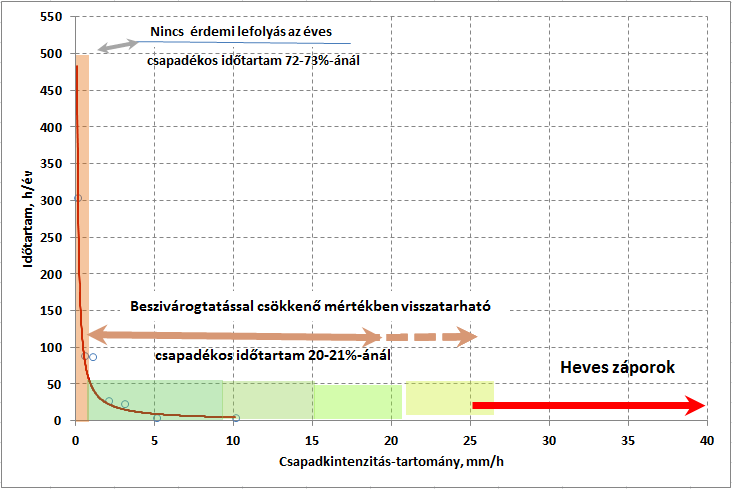 550
500
450
400
350
300
250
200
150
100
50
0
Időtartam, h/év
Nincs érdemi lefolyás az éves
csapadékos időtartam 72-73%-ánál
Beszivárogtatással csökkenő mértékben visszatarható
csapadékos időtartam 20-21%-ánál
Heves záporok
0 5 10 15 20 25 30 35 40
Csapadkintenzitás-tartomány, mm/h